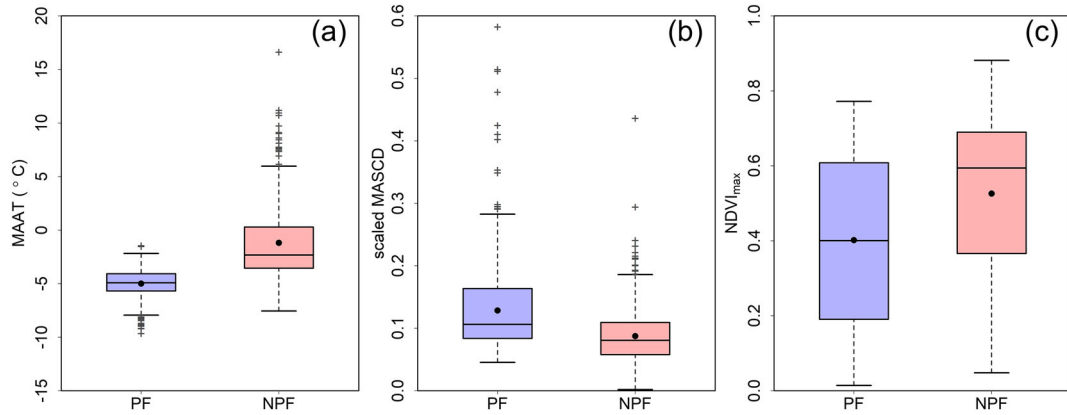 (a)
MAAT ( ° C)
20
15
10
5
0
-5
-10
-15
PF
NPF
(b)
scaled MASCD
0.6
0.5
0.4
0.3
0.2
0.1
0.0
PF
NPF
(c)
NDVImax
1.0
0.8
0.6
0.4
0.2
0.0
PF
NPF